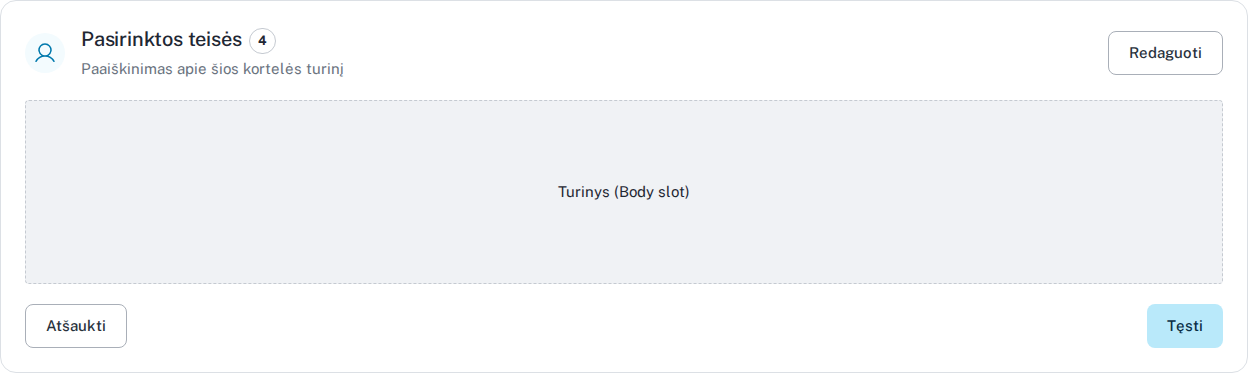 Pasirinktos teisės 4
Paaiškinimas apie šios kortelės turinį
Redaguoti
Turinys (Body slot)
Atšaukti
Tęsti